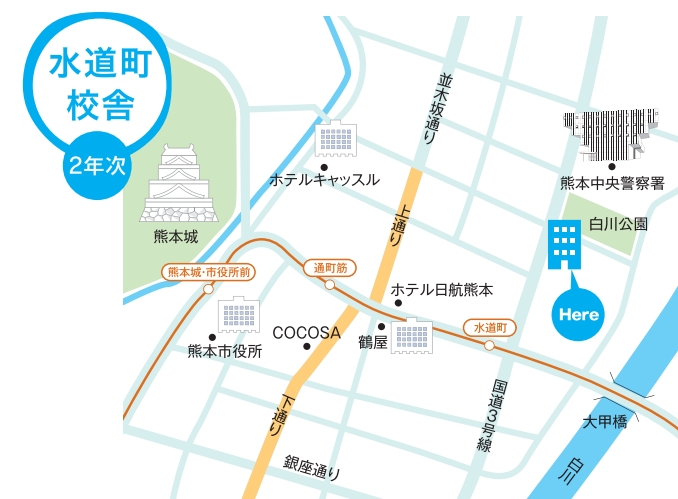 水道町
校舎
2年次
並木坂通り
熊本中央警察署
ホテルキャッスル
上通り
白川公園
熊本城
熊本城・市役所前
通町筋
ホテル日航熊本
Here
水道町
COCOSA
鶴屋
熊本市役所
国道3号線
大甲橋
下通り
銀座通り
白川